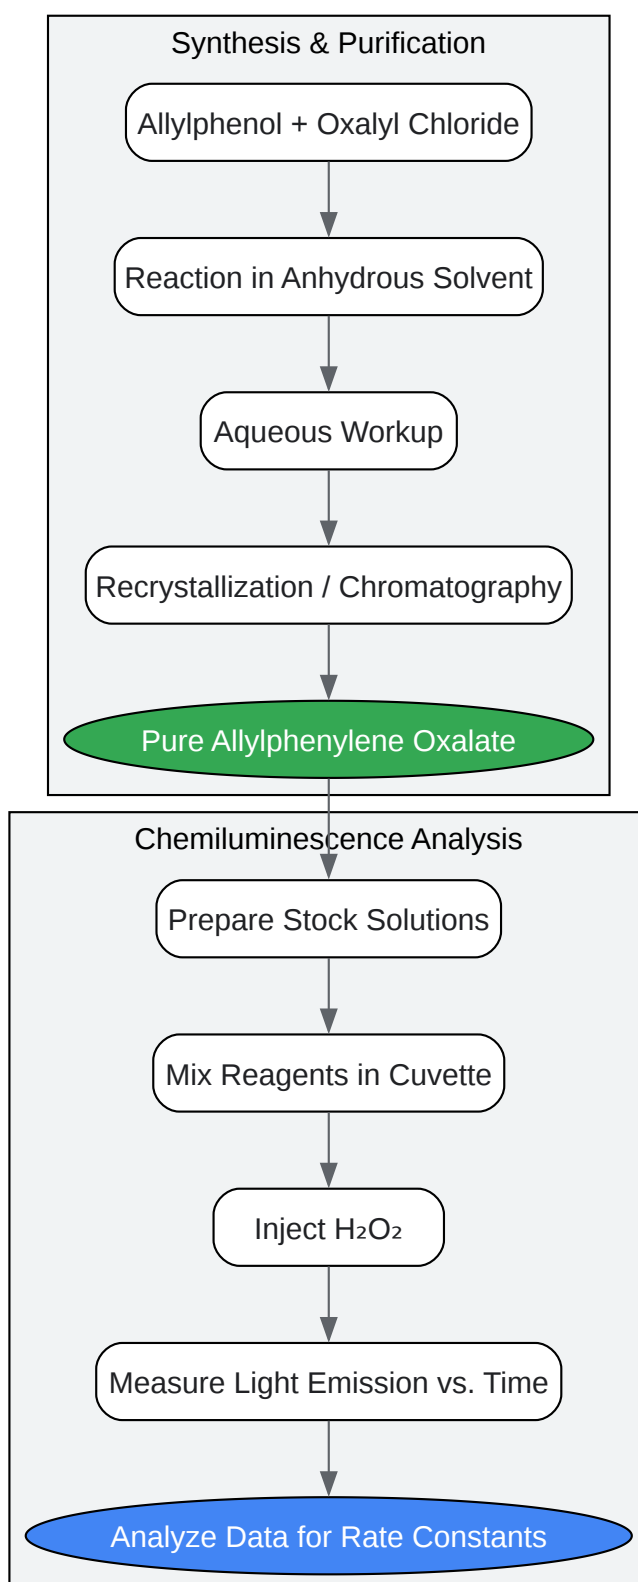 Synthesis & Purification
Allylphenol + Oxalyl Chloride
Reaction in Anhydrous Solvent
Aqueous Workup
Recrystallization / Chromatography
Pure Allylphenylene Oxalate
Chemiluminescence Analysis
Prepare Stock Solutions
Mix Reagents in Cuvette
Inject H₂O₂
Measure Light Emission vs. Time
Analyze Data for Rate Constants